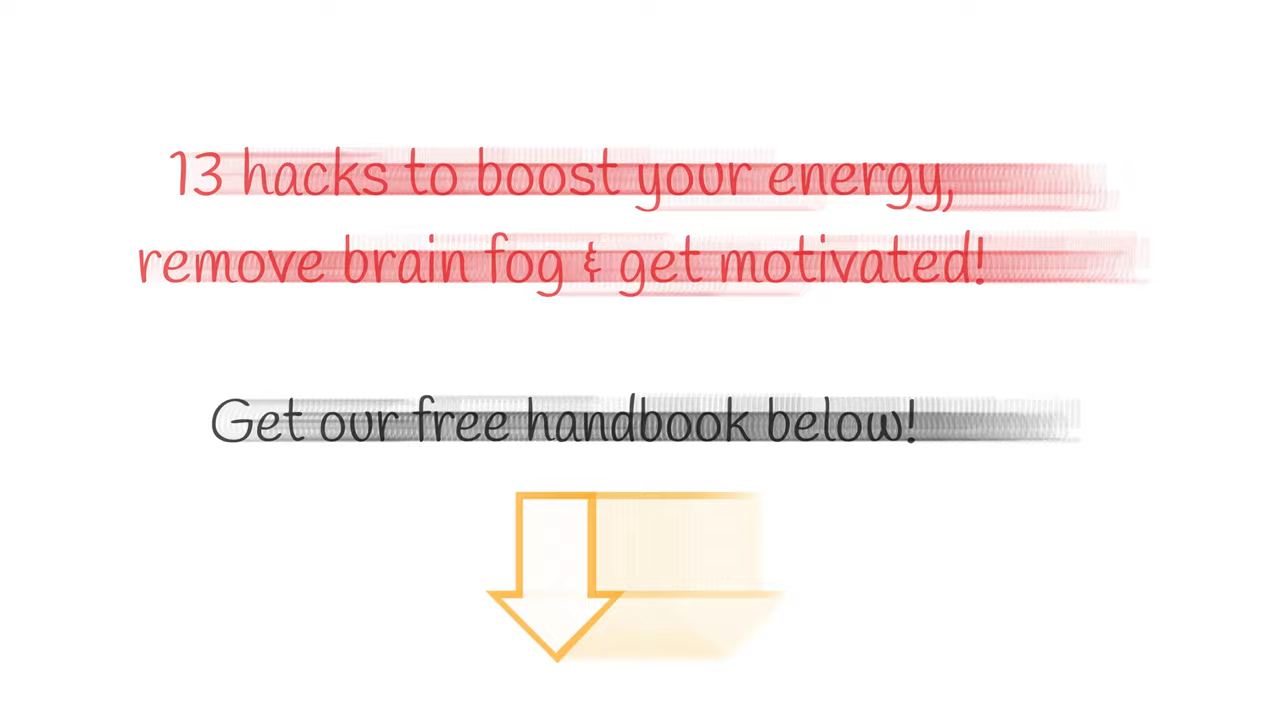 13 hacks to boost your energy,
remove brain fog & get motivated!
Get our free handbook below!